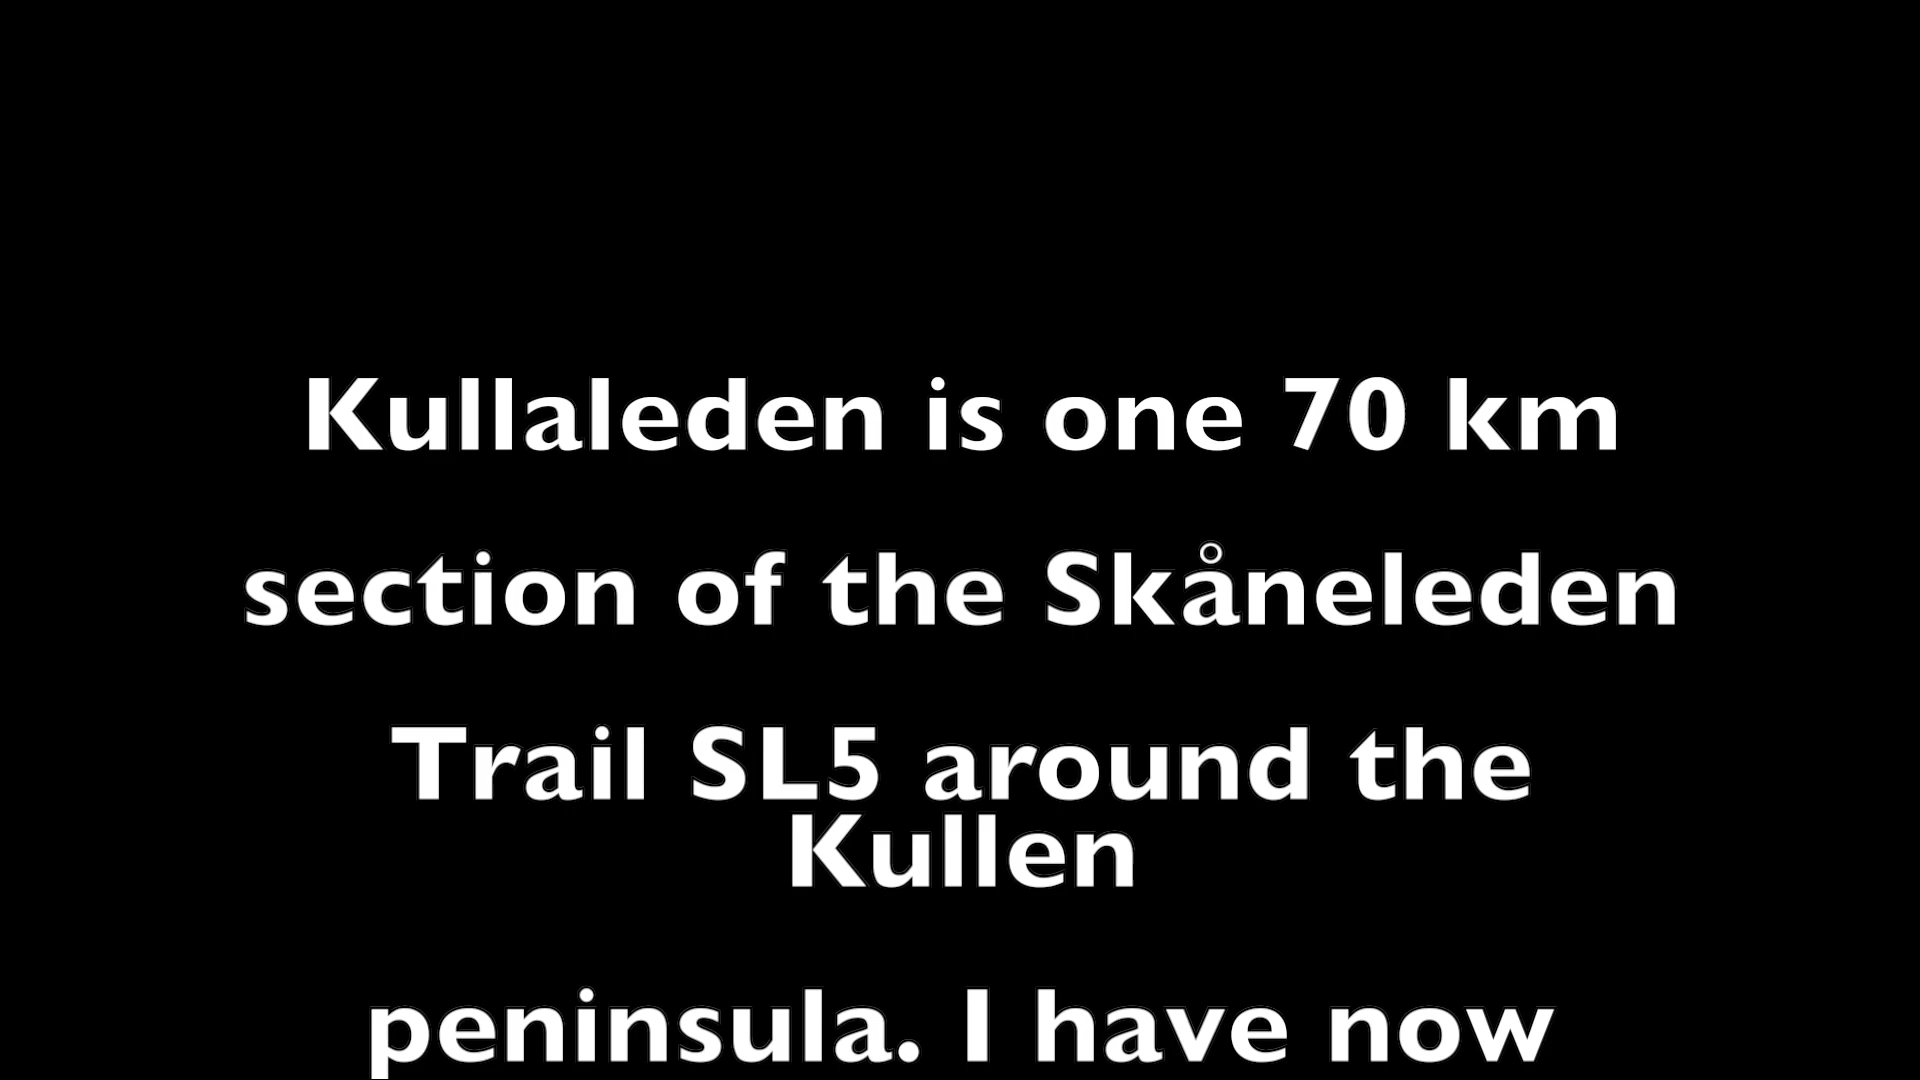 Kullaleden is one 70 km
section of the Skåneleden
Trail SL5 around the
Kullen
peninsula. I have now